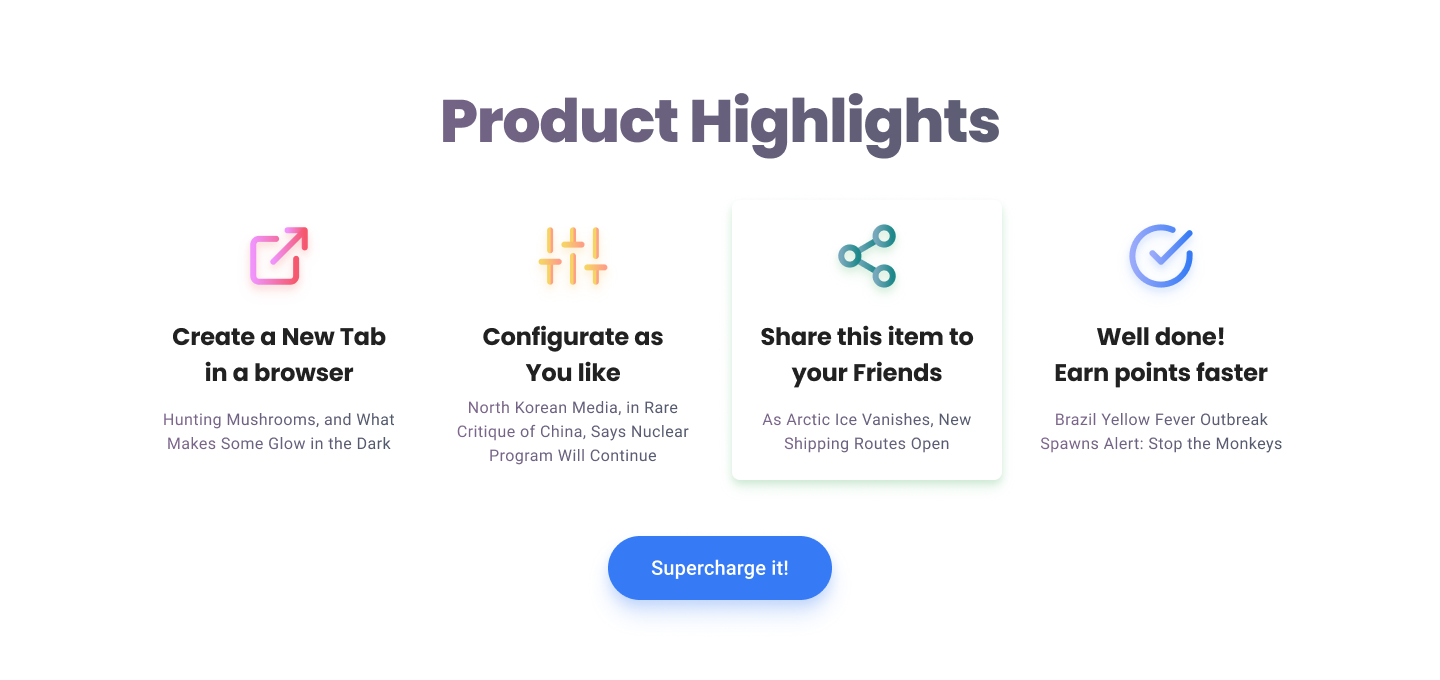 Product Highlights
Create a New Tab
in a browser
Hunting Mushrooms, and What
Makes Some Glow in the Dark
Configurate as
You like
North Korean Media, in Rare
Critique of China, Says Nuclear
Program Will Continue
Share this item to
your Friends
As Arctic Ice Vanishes, New
Shipping Routes Open
Well done!
Earn points faster
Brazil Yellow Fever Outbreak
Spawns Alert: Stop the Monkeys
Supercharge it!